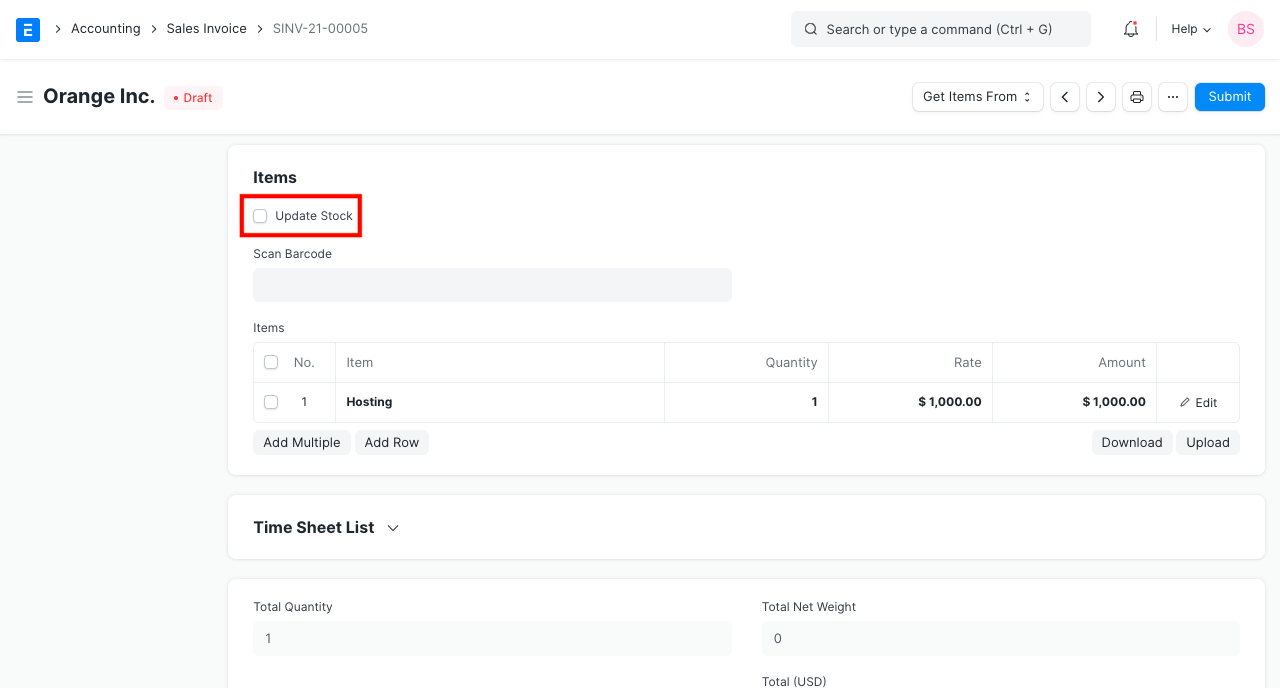 E
Accounting Sales Invoice SINV-21-00005
Search or type a command (Ctrl + G)
Help
BS
Orange Inc. Draft
Get Items From
...
Submit
Items
Update Stock
Scan Barcode
Items
No. Item Quantity Rate Amount
1 Hosting 1 $ 1,000.00 $ 1,000.00 Edit
Add Multiple Add Row Download Upload
Time Sheet List
Total Quantity Total Net Weight
1 0
Total (USD)